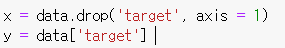 x = data.drop('target', axis = 1)
y = data['target']